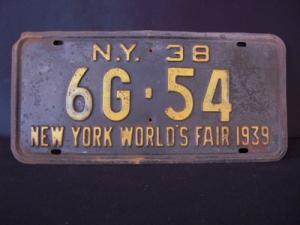 N.Y. 38
6G·54
NEW YORK WORLD'S FAIR 1939